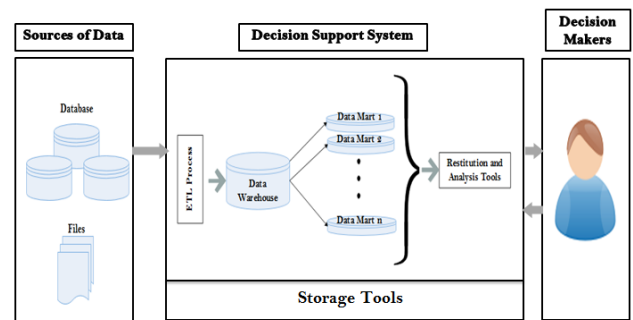 Sources of Data
Decision Support System
Decision
Makers
Database
Files
ETL Process
Data
Warehouse
Data Mart 1
Data Mart 2
Data Mart n
Restitution and
Analysis Tools
Storage Tools